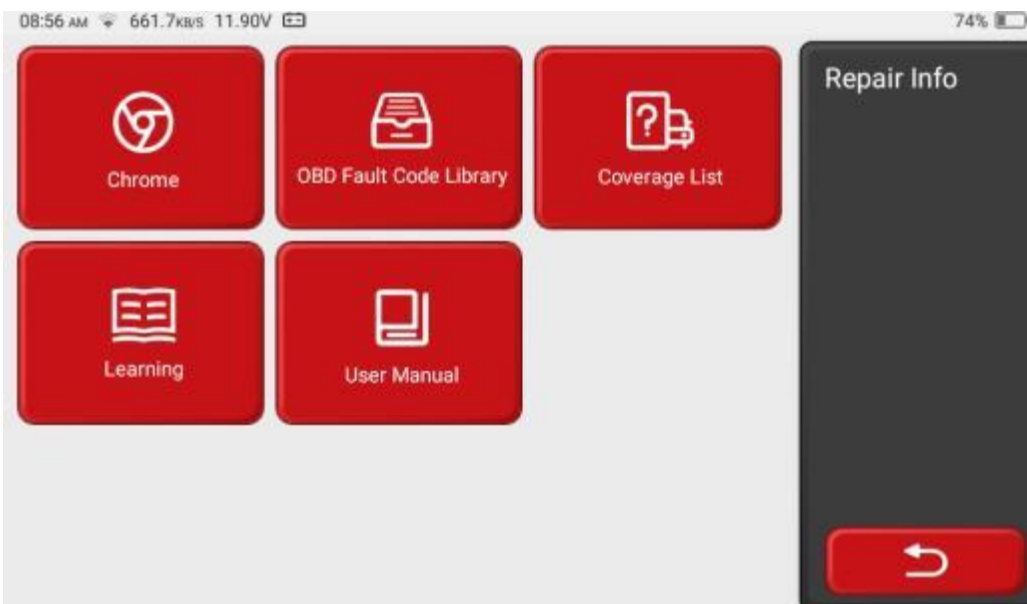 08:56 AM 661.7KB/S 11.90V
74%
Repair Info
Chrome
OBD Fault Code Library
Coverage List
Learning
User Manual